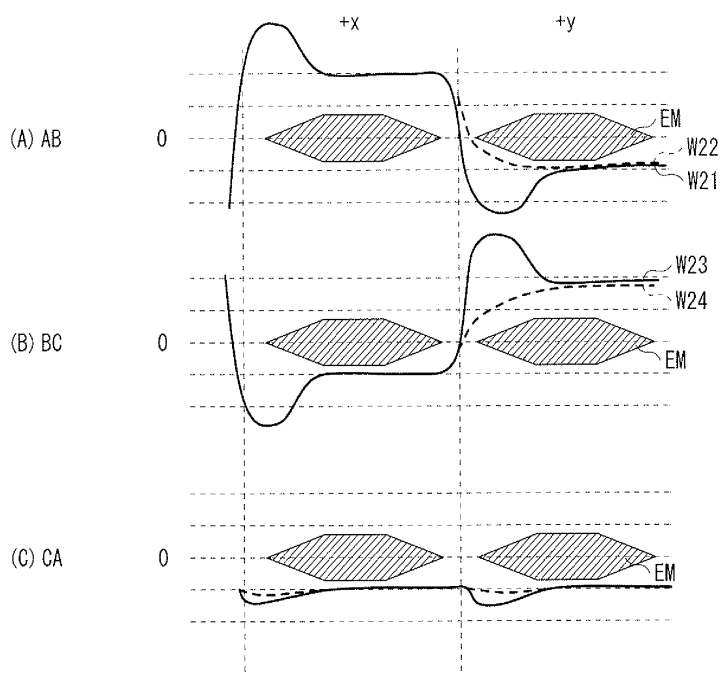 +x +y
EM
(A) AB 0
W22
W21
W23
W24
(B) BC 0
EM
(C) CA 0
EM